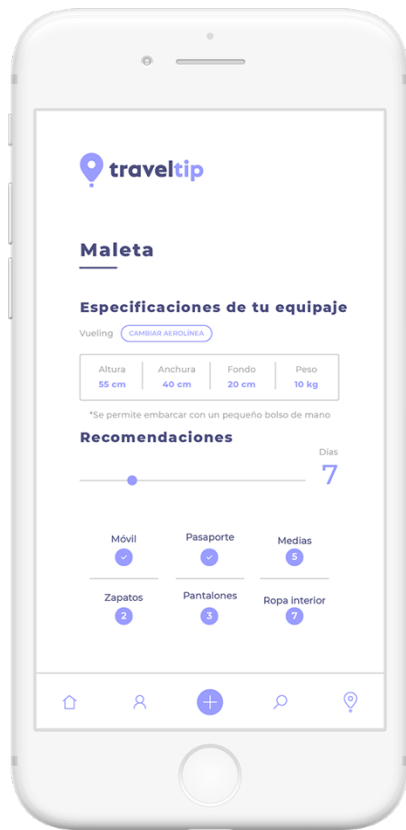 traveltip
Maleta
Especificaciones de tu equipaje
Vueling CAMBIAR AEROLÍNEA
Altura Anchura Fondo Peso
55 cm 40 cm 20 cm 10 kg
*Se permite embarcar con un pequeño bolso de mano
Recomendaciones
Días
7
Móvil Pasaporte Medias
5
Zapatos Pantalones Ropa interior
2 3 7